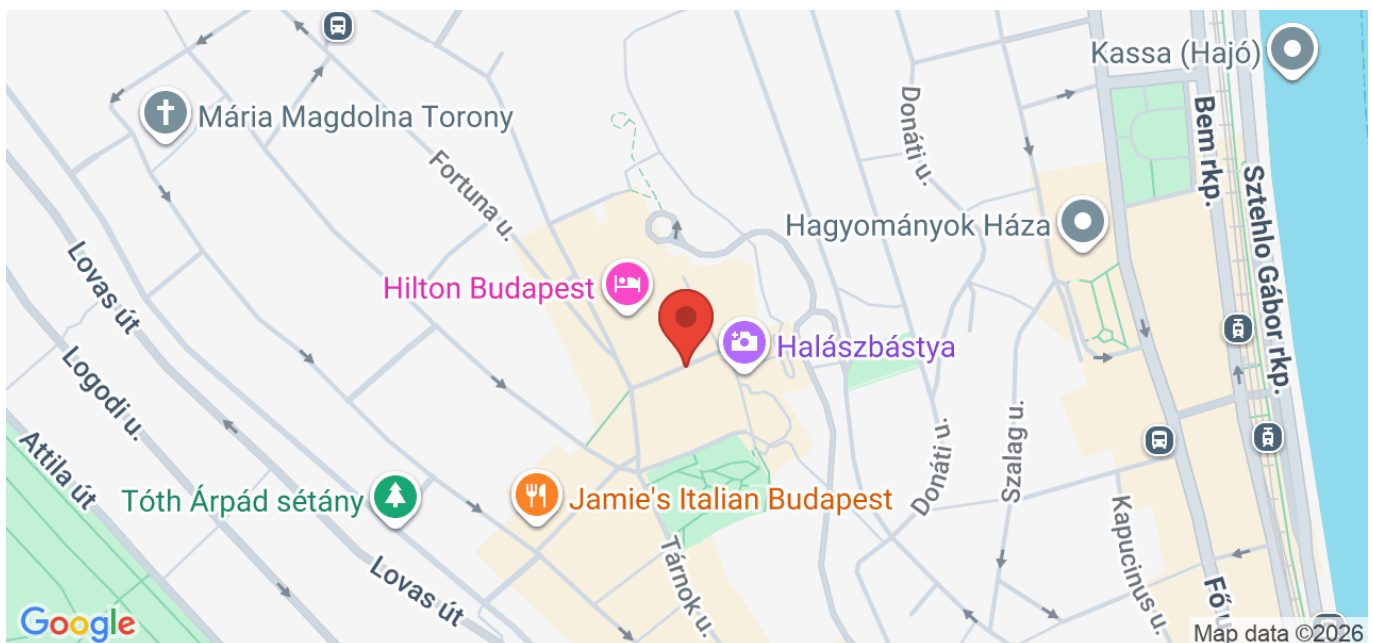 Kassa (Hajó)
Mária Magdolna Torony
Donáti u.
Bem rkp.
Fortuna u.
Sztehlo Gábor rkp.
Hagyományok Háza
Lovas út
Hilton Budapest
Halászbástya
Logodi u.
Attila út
Szalag u.
Donáti u.
Tóth Árpád sétány
Jamie's Italian Budapest
Kapucinus u.
Tárnok u.
Lovas út
Fő u
Google
Map data ©2026